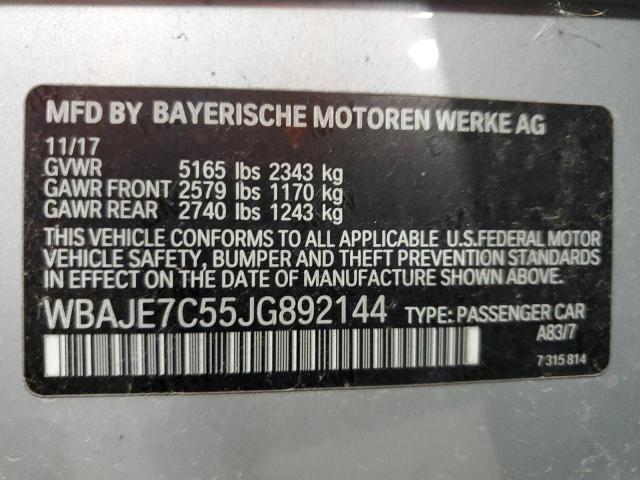 MFD BY BAYERISCHE MOTOREN WERKE AG
11/17
GVWR 5165 lbs 2343 kg
GAWR FRONT 2579 lbs 1170 kg
GAWR REAR 2740 lbs 1243 kg
THIS VEHICLE CONFORMS TO ALL APPLICABLE U.S.FEDERAL MOTOR
VEHICLE SAFETY, BUMPER AND THEFT PREVENTION STANDARDS
IN EFFECT ON THE DATE OF MANUFACTURE SHOWN ABOVE.
WBAJE7C55JG892144 TYPE: PASSENGER CAR
A83/7
7 315 814